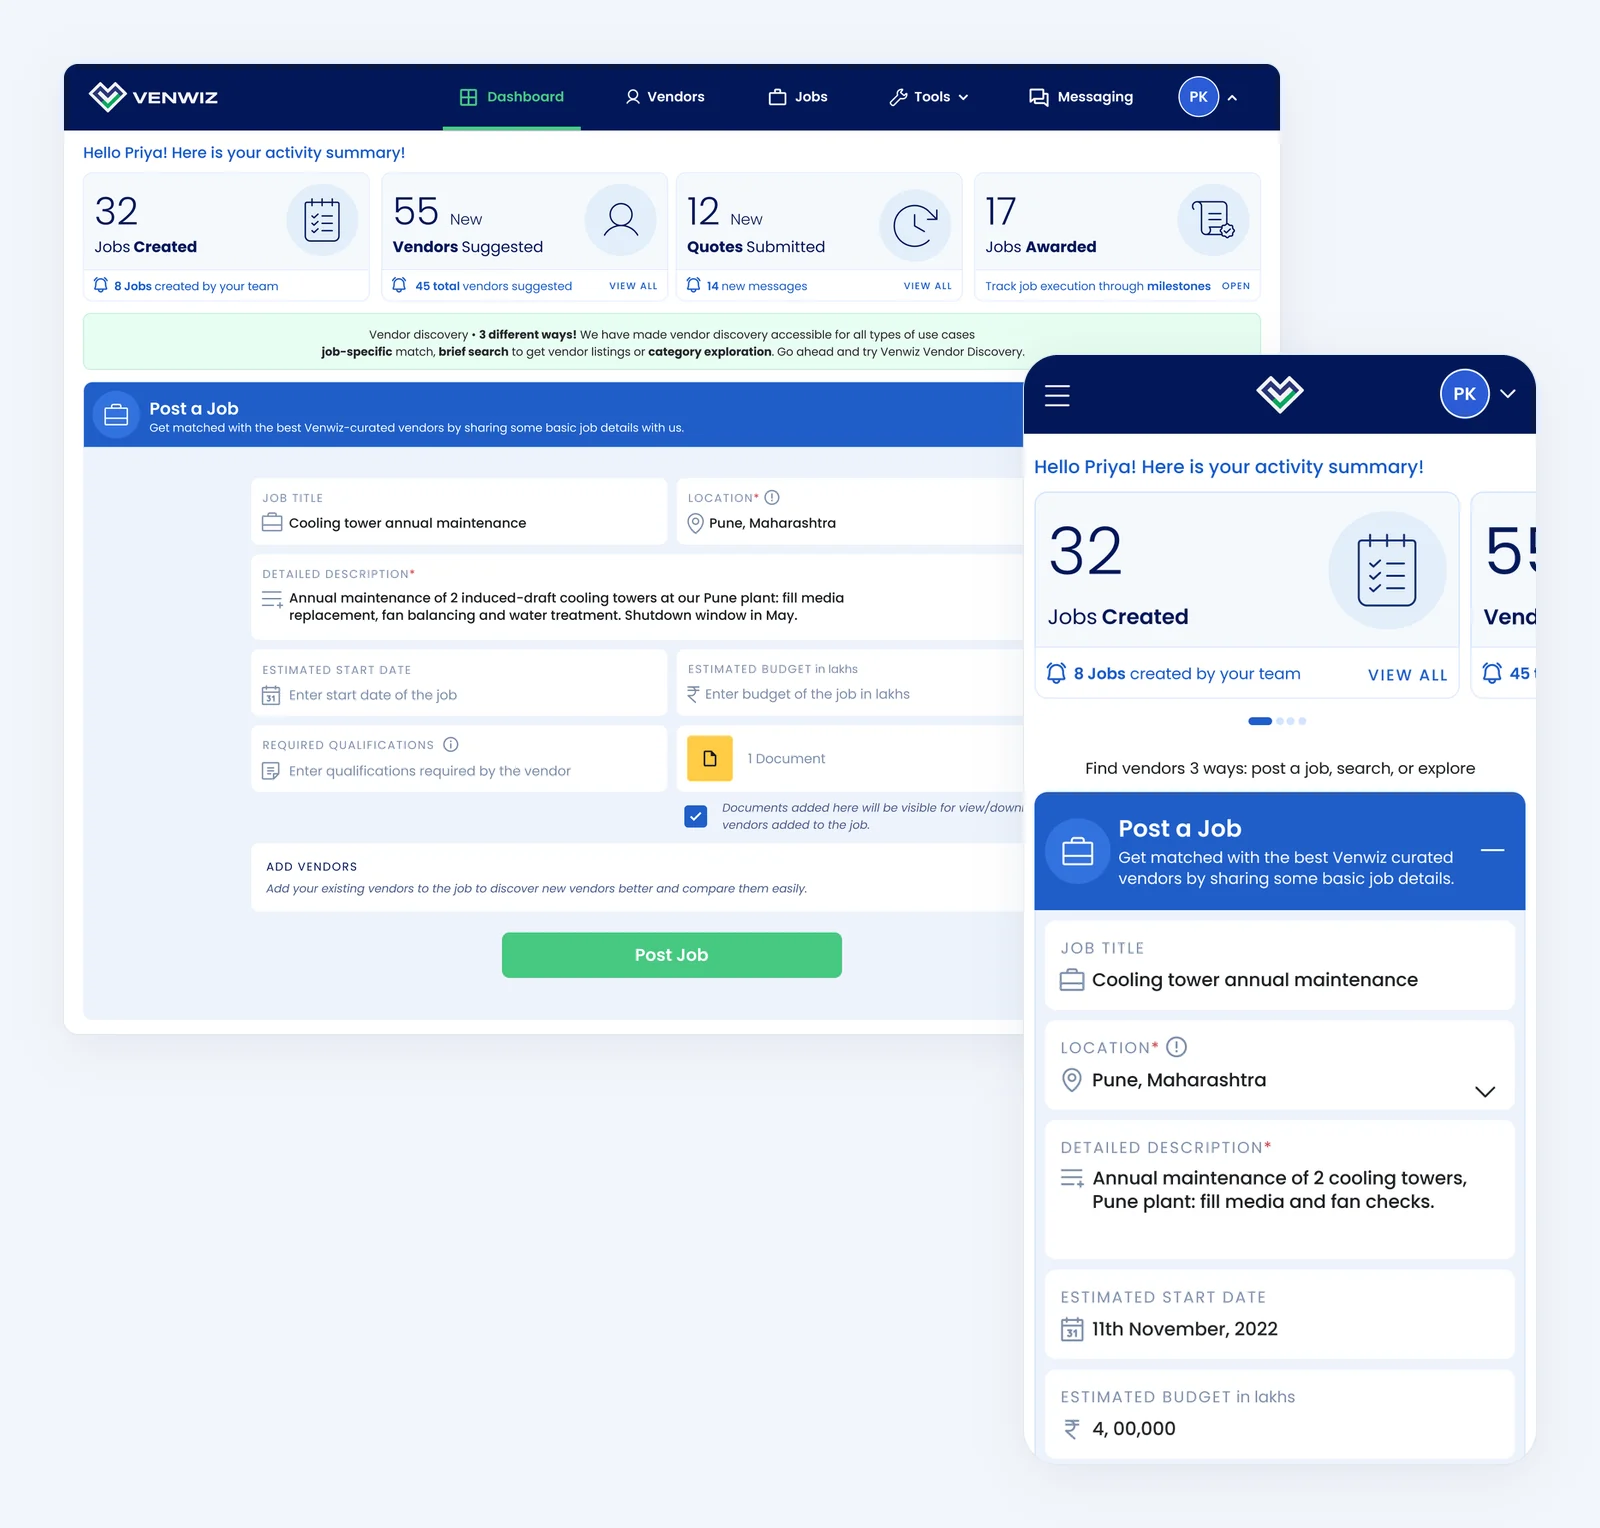 VENWIZ
Dashboard
Vendors
Jobs
Tools
Messaging
PK
Hello Priya! Here is your activity summary!
32
Jobs Created
8 Jobs created by your team
55 New
Vendors Suggested
45 total vendors suggested VIEW ALL
12 New
Quotes Submitted
14 new messages VIEW ALL
17
Jobs Awarded
Track job execution through milestones OPEN
Vendor discovery • 3 different ways! We have made vendor discovery accessible for all types of use cases
job-specific match, brief search to get vendor listings or category exploration. Go ahead and try Venwiz Vendor Discovery.
Post a Job
Get matched with the best Venwiz-curated vendors by sharing some basic job details with us.
JOB TITLE
Cooling tower annual maintenance
LOCATION*
Pune, Maharashtra
DETAILED DESCRIPTION*
Annual maintenance of 2 induced-draft cooling towers at our Pune plant: fill media
replacement, fan balancing and water treatment. Shutdown window in May.
ESTIMATED START DATE
31 Enter start date of the job
ESTIMATED BUDGET in lakhs
₹ Enter budget of the job in lakhs
REQUIRED QUALIFICATIONS
Enter qualifications required by the vendor
1 Document
Documents added here will be visible for view/down
vendors added to the job.
ADD VENDORS
Add your existing vendors to the job to discover new vendors better and compare them easily.
Post Job
PK
Hello Priya! Here is your activity summary!
32
Jobs Created
8 Jobs created by your team VIEW ALL
55
Vend
45 t
Find vendors 3 ways: post a job, search, or explore
Post a Job
Get matched with the best Venwiz curated
vendors by sharing some basic job details.
JOB TITLE
Cooling tower annual maintenance
LOCATION*
Pune, Maharashtra
DETAILED DESCRIPTION*
Annual maintenance of 2 cooling towers,
Pune plant: fill media and fan checks.
ESTIMATED START DATE
31 11th November, 2022
ESTIMATED BUDGET in lakhs
₹ 4, 00,000